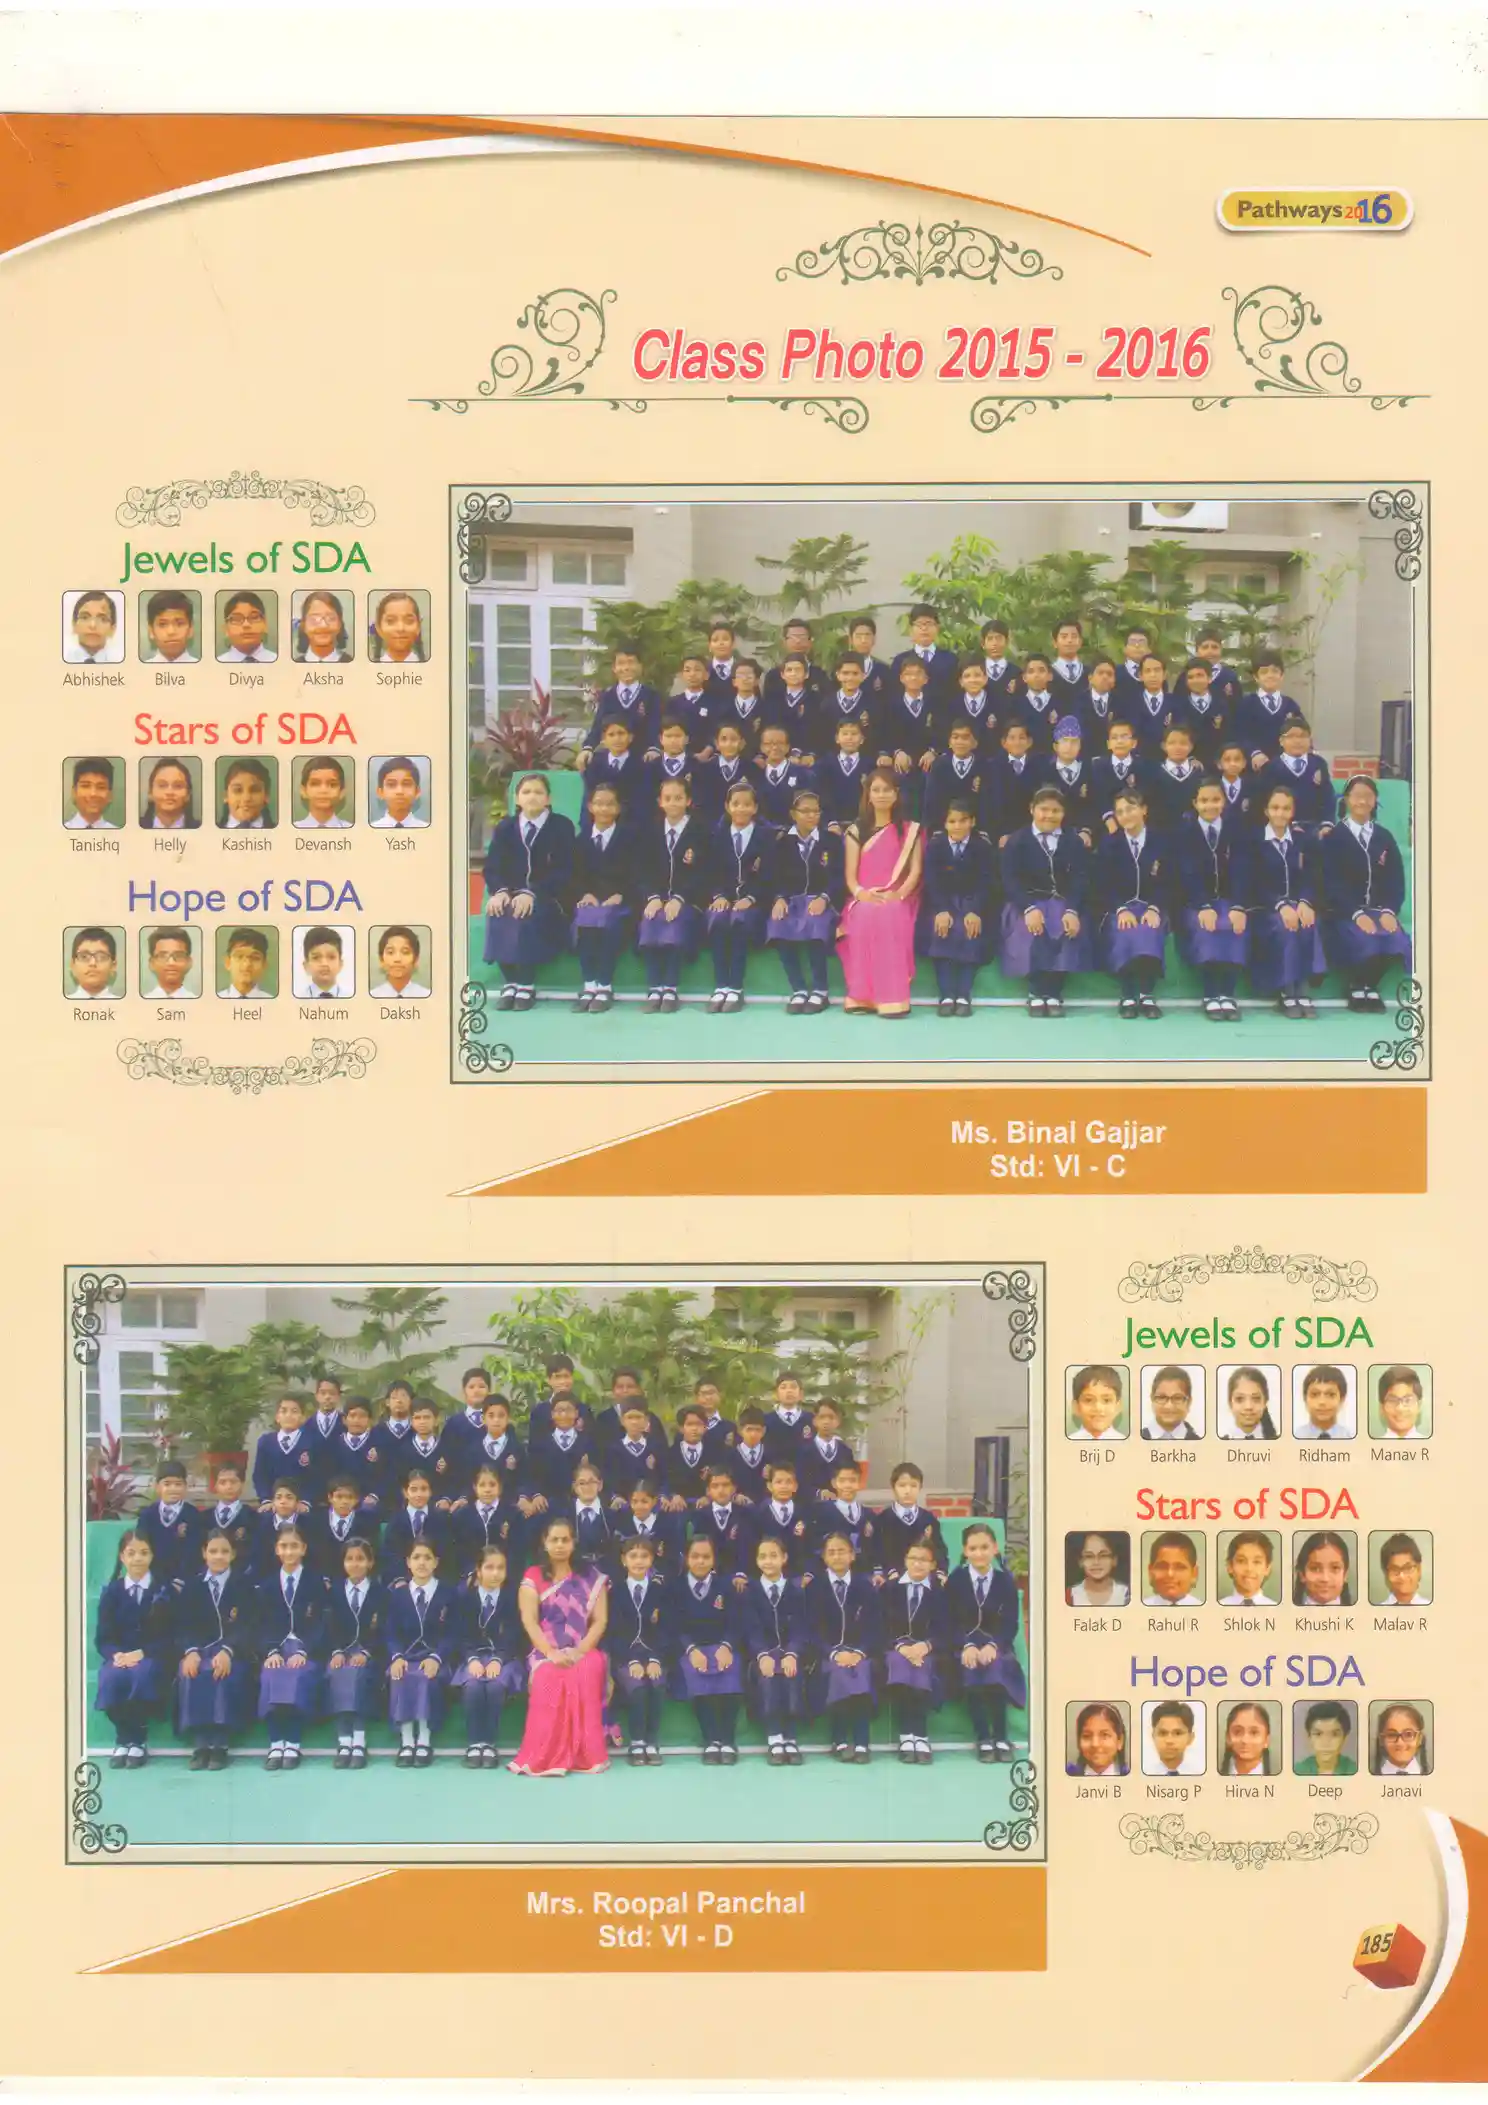 Pathways 2016
Class Photo 2015 - 2016
Jewels of SDA
Abhishek Bilva Divya Aksha Sophie
Stars of SDA
Tanishq Helly Kashish Devansh Yash
Hope of SDA
Ronak Sam Heel Nahum Daksh
Ms. Binal Gajjar
Std: VI - C
Jewels of SDA
Brij D Barkha Dhruvi Ridham Manav R
Stars of SDA
Falak D Rahul R Shlok N Khushi K Malav R
Hope of SDA
Janvi B Nisarg P Hirva N Deep Janavi
Mrs. Roopal Panchal
Std: VI - D
185